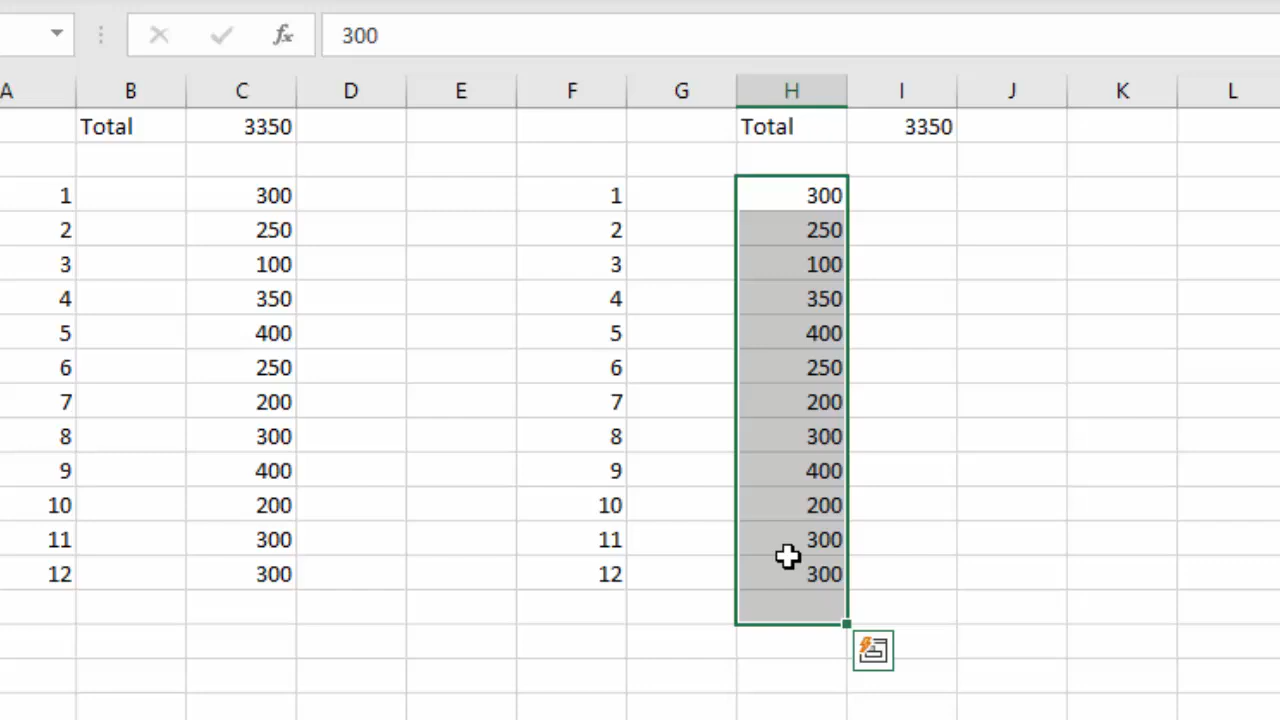 fx 300
A B C D E F G H I J K L
Total 3350 Total 3350
1 300 1 300
2 250 2 250
3 100 3 100
4 350 4 350
5 400 5 400
6 250 6 250
7 200 7 200
8 300 8 300
9 400 9 400
10 200 10 200
11 300 11 300
12 300 12 300